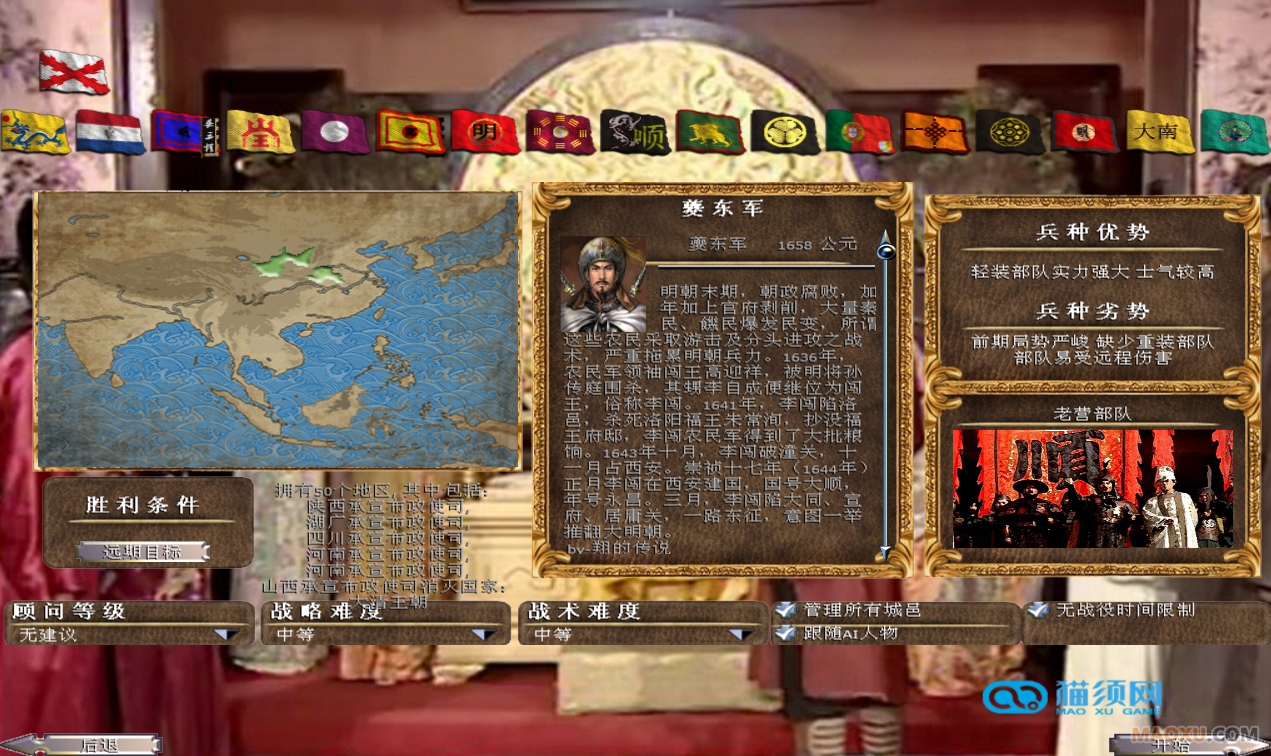 吴三桂
明
顺
大南
夔东军
夔东军 1658 公元
明朝末期，朝政腐败，加
年加上官府剥削，大量秦
民、饑民爆发民变，所谓
这些农民采取游击及分头进攻之战
术，严重拖累明朝兵力。1636年，
农民军领袖闯王高迎祥，被明将孙
传庭围杀，其甥李自成便继位为闯
王，俗称李闯。1641年，李闯陷洛
邑，杀死洛阳福王朱常洵，抄没福
王府邸，李闯农民军得到了大批粮
饷。1643年十月，李闯破潼关，十
一月占西安。崇祯十七年（1644年）
正月李闯在西安建国，国号大顺，
年号永昌。三月，李闯陷大同、宣
府、居庸关，一路东征，意图一举
推翻大明朝。
by-翔的传说
兵种优势
轻装部队实力强大 士气较高
兵种劣势
前期局势严峻 缺少重装部队
部队易受远程伤害
老营部队
顺
胜利条件
远期目标
拥有50个地区,其中包括:
陕西承宣布政使司,
湖广承宣布政使司,
四川承宣布政使司,
河南承宣布政使司,
河南承宣布政使司,
山西承宣布政使司消灭国家:
大清王朝
顾问等级
无建议
战略难度
中等
战术难度
中等
管理所有城邑
跟随AI人物
无战役时间限制
猫须网
MAO XU GAME
后退
开始
MAOXU.COM